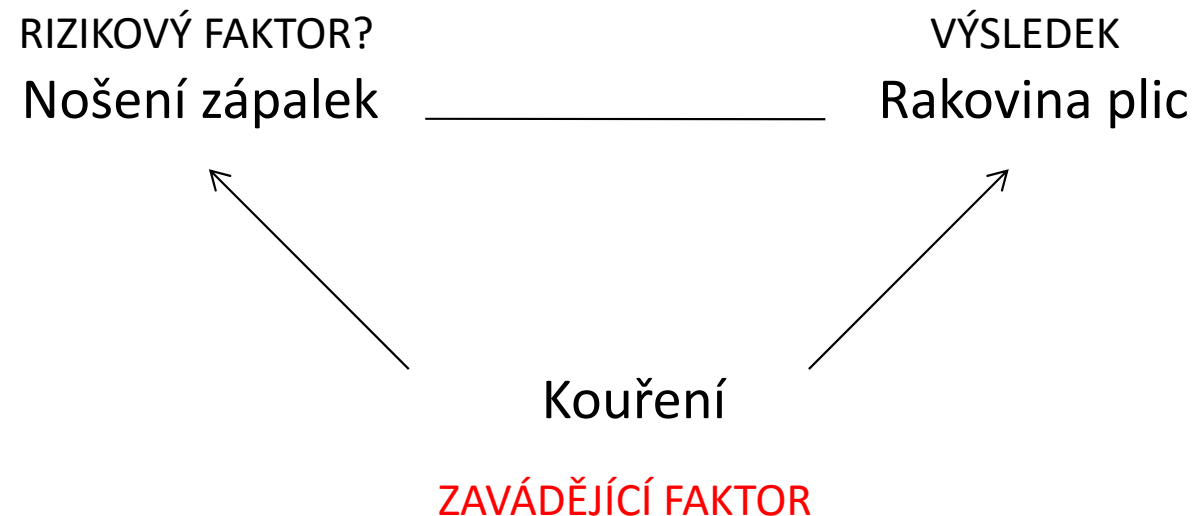 RIZIKOVÝ FAKTOR?
Nošení zápalek
VÝSLEDEK
Rakovina plic
Kouření
ZAVÁDĚJÍCÍ FAKTOR